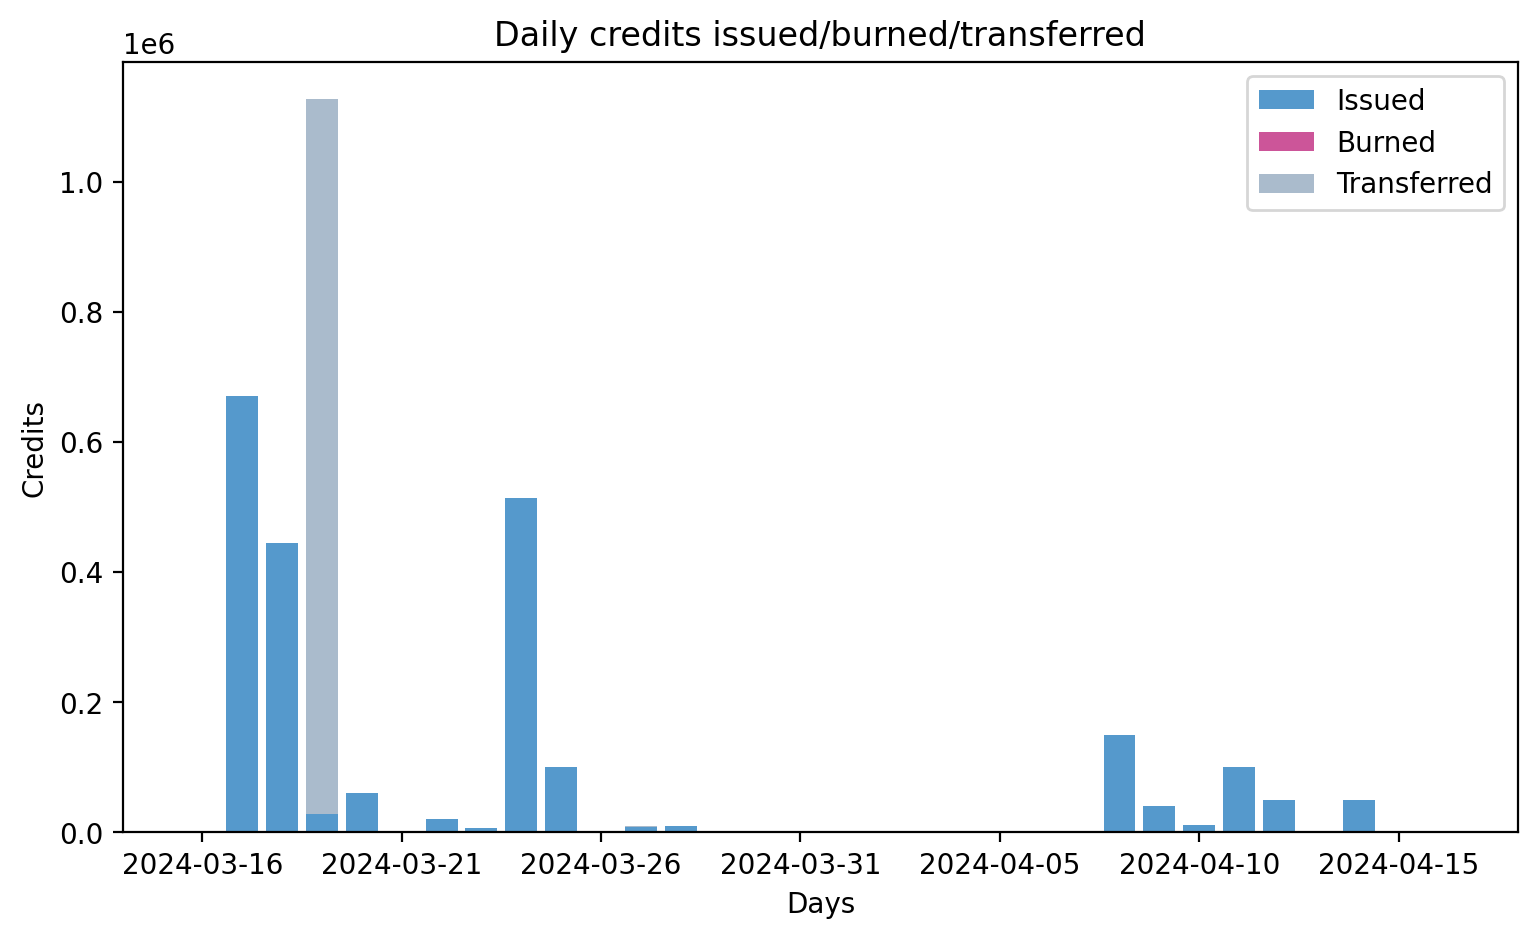 Daily credits issued/burned/transferred
1e6
Issued
Burned
Transferred
1.0
0.8
0.6
0.4
0.2
0.0
Credits
2024-03-16 2024-03-21 2024-03-26 2024-03-31 2024-04-05 2024-04-10 2024-04-15
Days